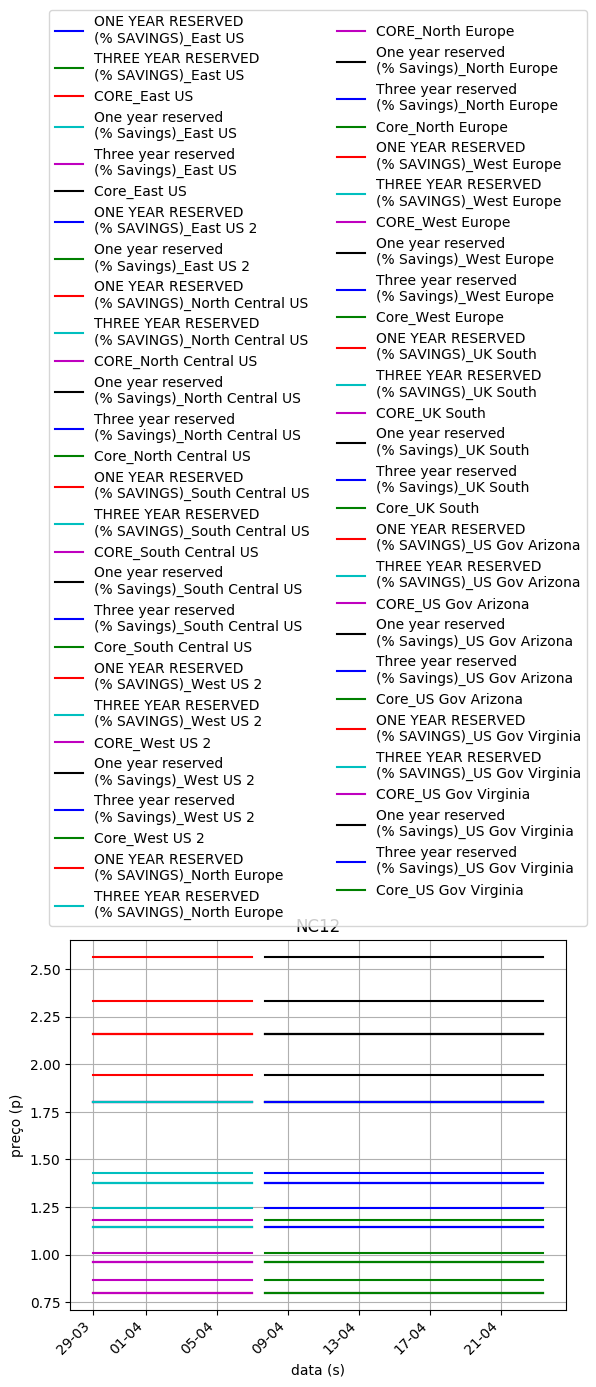 ONE YEAR RESERVED
(% SAVINGS)_East US
THREE YEAR RESERVED
(% SAVINGS)_East US
CORE_East US
One year reserved
(% Savings)_East US
Three year reserved
(% Savings)_East US
Core_East US
ONE YEAR RESERVED
(% SAVINGS)_East US 2
One year reserved
(% Savings)_East US 2
ONE YEAR RESERVED
(% SAVINGS)_North Central US
THREE YEAR RESERVED
(% SAVINGS)_North Central US
CORE_North Central US
One year reserved
(% Savings)_North Central US
Three year reserved
(% Savings)_North Central US
Core_North Central US
ONE YEAR RESERVED
(% SAVINGS)_South Central US
THREE YEAR RESERVED
(% SAVINGS)_South Central US
CORE_South Central US
One year reserved
(% Savings)_South Central US
Three year reserved
(% Savings)_South Central US
Core_South Central US
ONE YEAR RESERVED
(% SAVINGS)_West US 2
THREE YEAR RESERVED
(% SAVINGS)_West US 2
CORE_West US 2
One year reserved
(% Savings)_West US 2
Three year reserved
(% Savings)_West US 2
Core_West US 2
ONE YEAR RESERVED
(% SAVINGS)_North Europe
THREE YEAR RESERVED
(% SAVINGS)_North Europe
CORE_North Europe
One year reserved
(% Savings)_North Europe
Three year reserved
(% Savings)_North Europe
Core_North Europe
ONE YEAR RESERVED
(% SAVINGS)_West Europe
THREE YEAR RESERVED
(% SAVINGS)_West Europe
CORE_West Europe
One year reserved
(% Savings)_West Europe
Three year reserved
(% Savings)_West Europe
Core_West Europe
ONE YEAR RESERVED
(% SAVINGS)_UK South
THREE YEAR RESERVED
(% SAVINGS)_UK South
CORE_UK South
One year reserved
(% Savings)_UK South
Three year reserved
(% Savings)_UK South
Core_UK South
ONE YEAR RESERVED
(% SAVINGS)_US Gov Arizona
THREE YEAR RESERVED
(% SAVINGS)_US Gov Arizona
CORE_US Gov Arizona
One year reserved
(% Savings)_US Gov Arizona
Three year reserved
(% Savings)_US Gov Arizona
Core_US Gov Arizona
ONE YEAR RESERVED
(% SAVINGS)_US Gov Virginia
THREE YEAR RESERVED
(% SAVINGS)_US Gov Virginia
CORE_US Gov Virginia
One year reserved
(% Savings)_US Gov Virginia
Three year reserved
(% Savings)_US Gov Virginia
Core_US Gov Virginia
NC12
2.50
2.25
2.00
1.75
1.50
1.25
1.00
0.75
preço (p)
29-03
01-04
05-04
09-04
13-04
17-04
21-04
data (s)